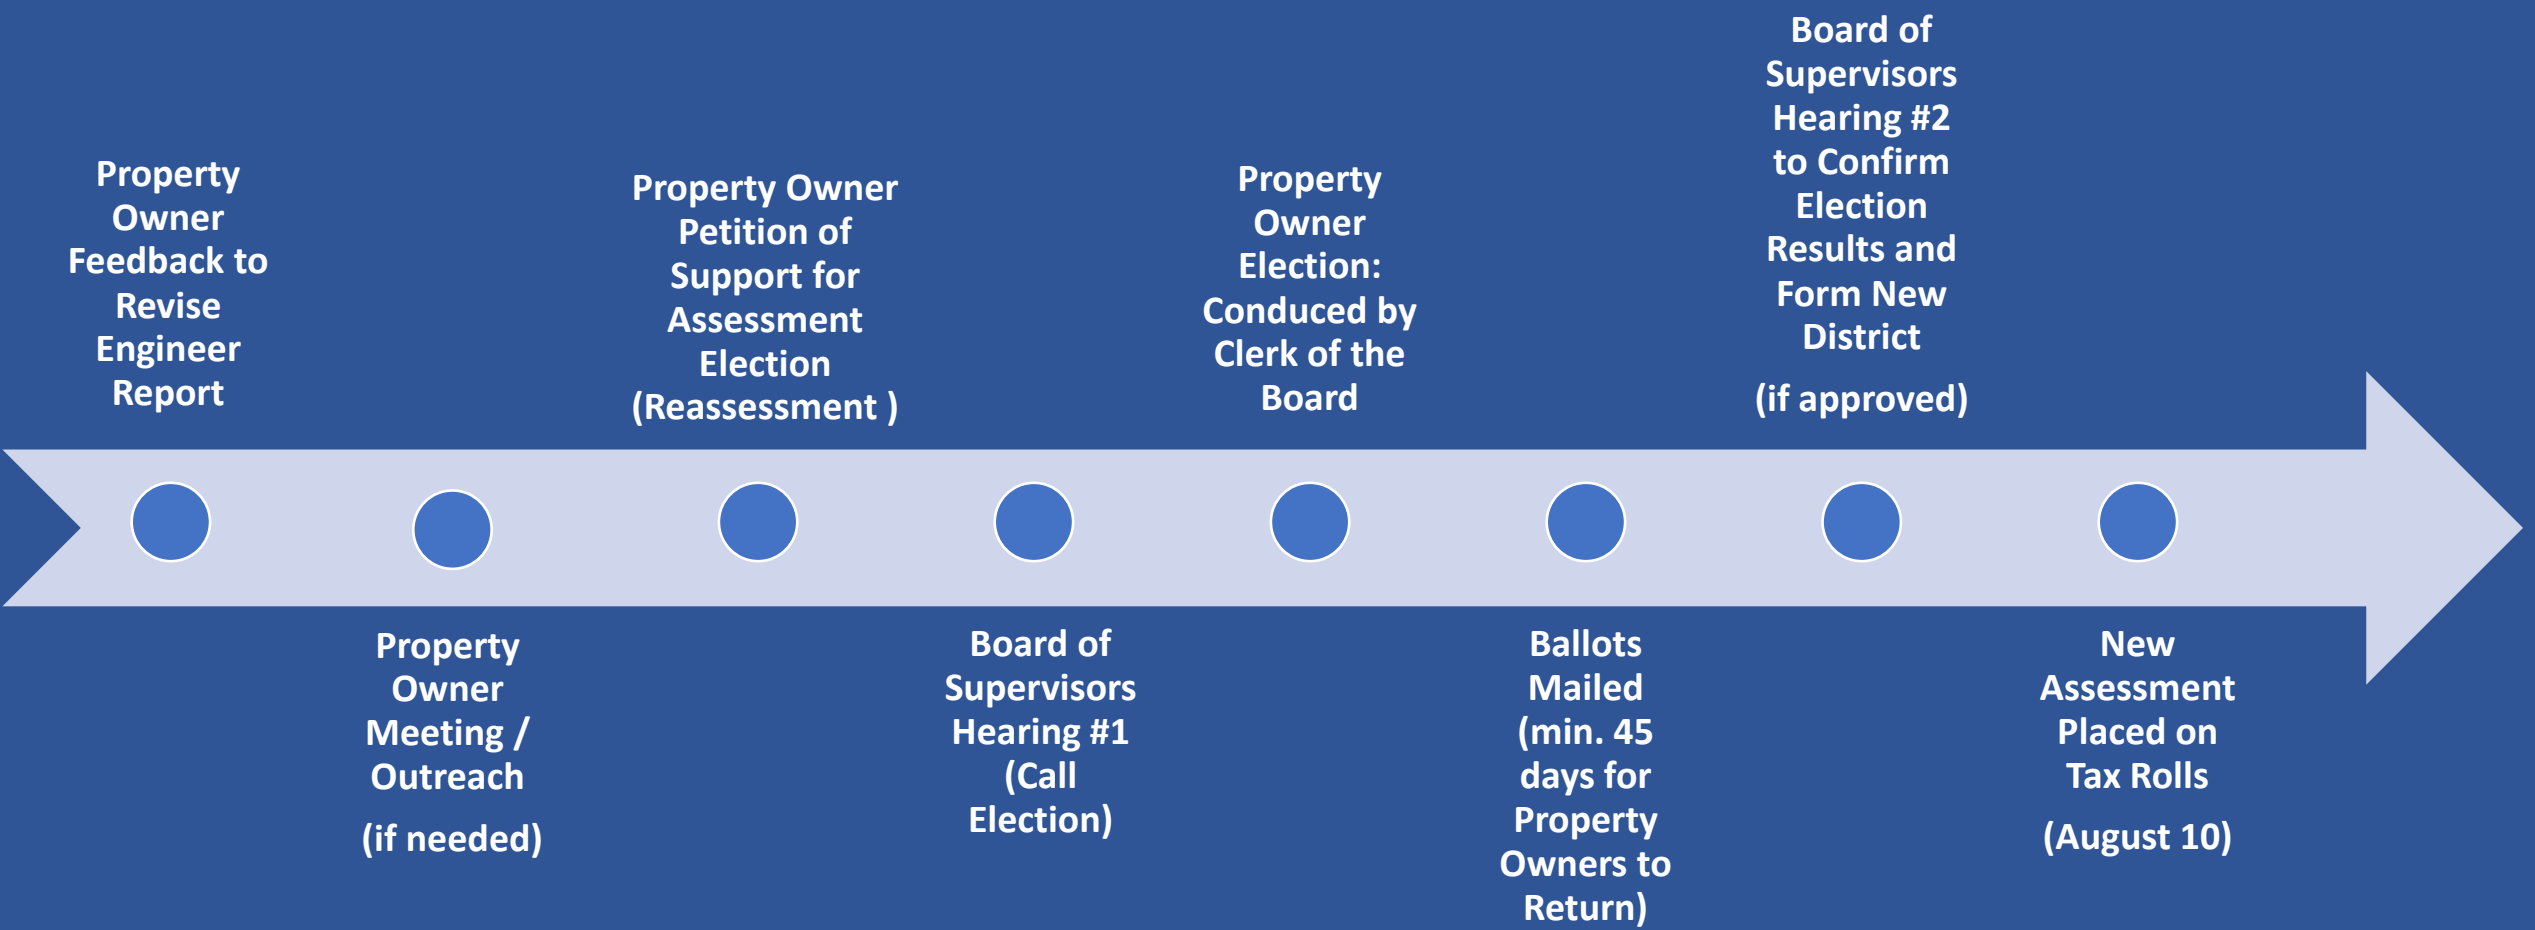 Property
Owner
Feedback to
Revise
Engineer
Report
Property
Owner
Meeting /
Outreach
(if needed)
Property Owner
Petition of
Support for
Assessment
Election
(Reassessment )
Board of
Supervisors
Hearing #1
(Call
Election)
Property
Owner
Election:
Conduced by
Clerk of the
Board
Ballots
Mailed
(min. 45
days for
Property
Owners to
Return)
Board of
Supervisors
Hearing #2
to Confirm
Election
Results and
Form New
District
(if approved)
New
Assessment
Placed on
Tax Rolls
(August 10)